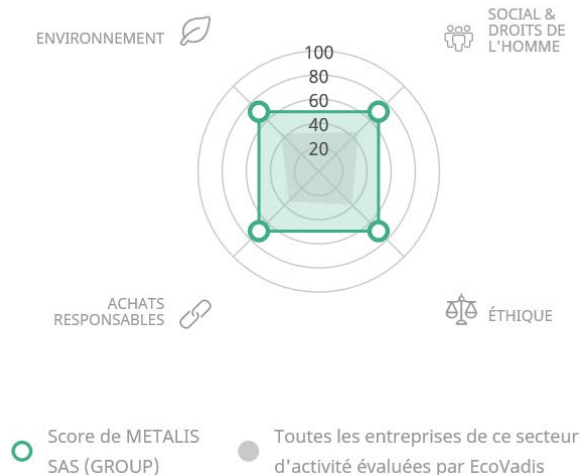 ENVIRONNEMENT
SOCIAL &
DROITS DE
L'HOMME
100
80
60
40
20
ACHATS
RESPONSABLES
ÉTHIQUE
Score de METALIS
SAS (GROUP)
Toutes les entreprises de ce secteur
d'activité évaluées par EcoVadis